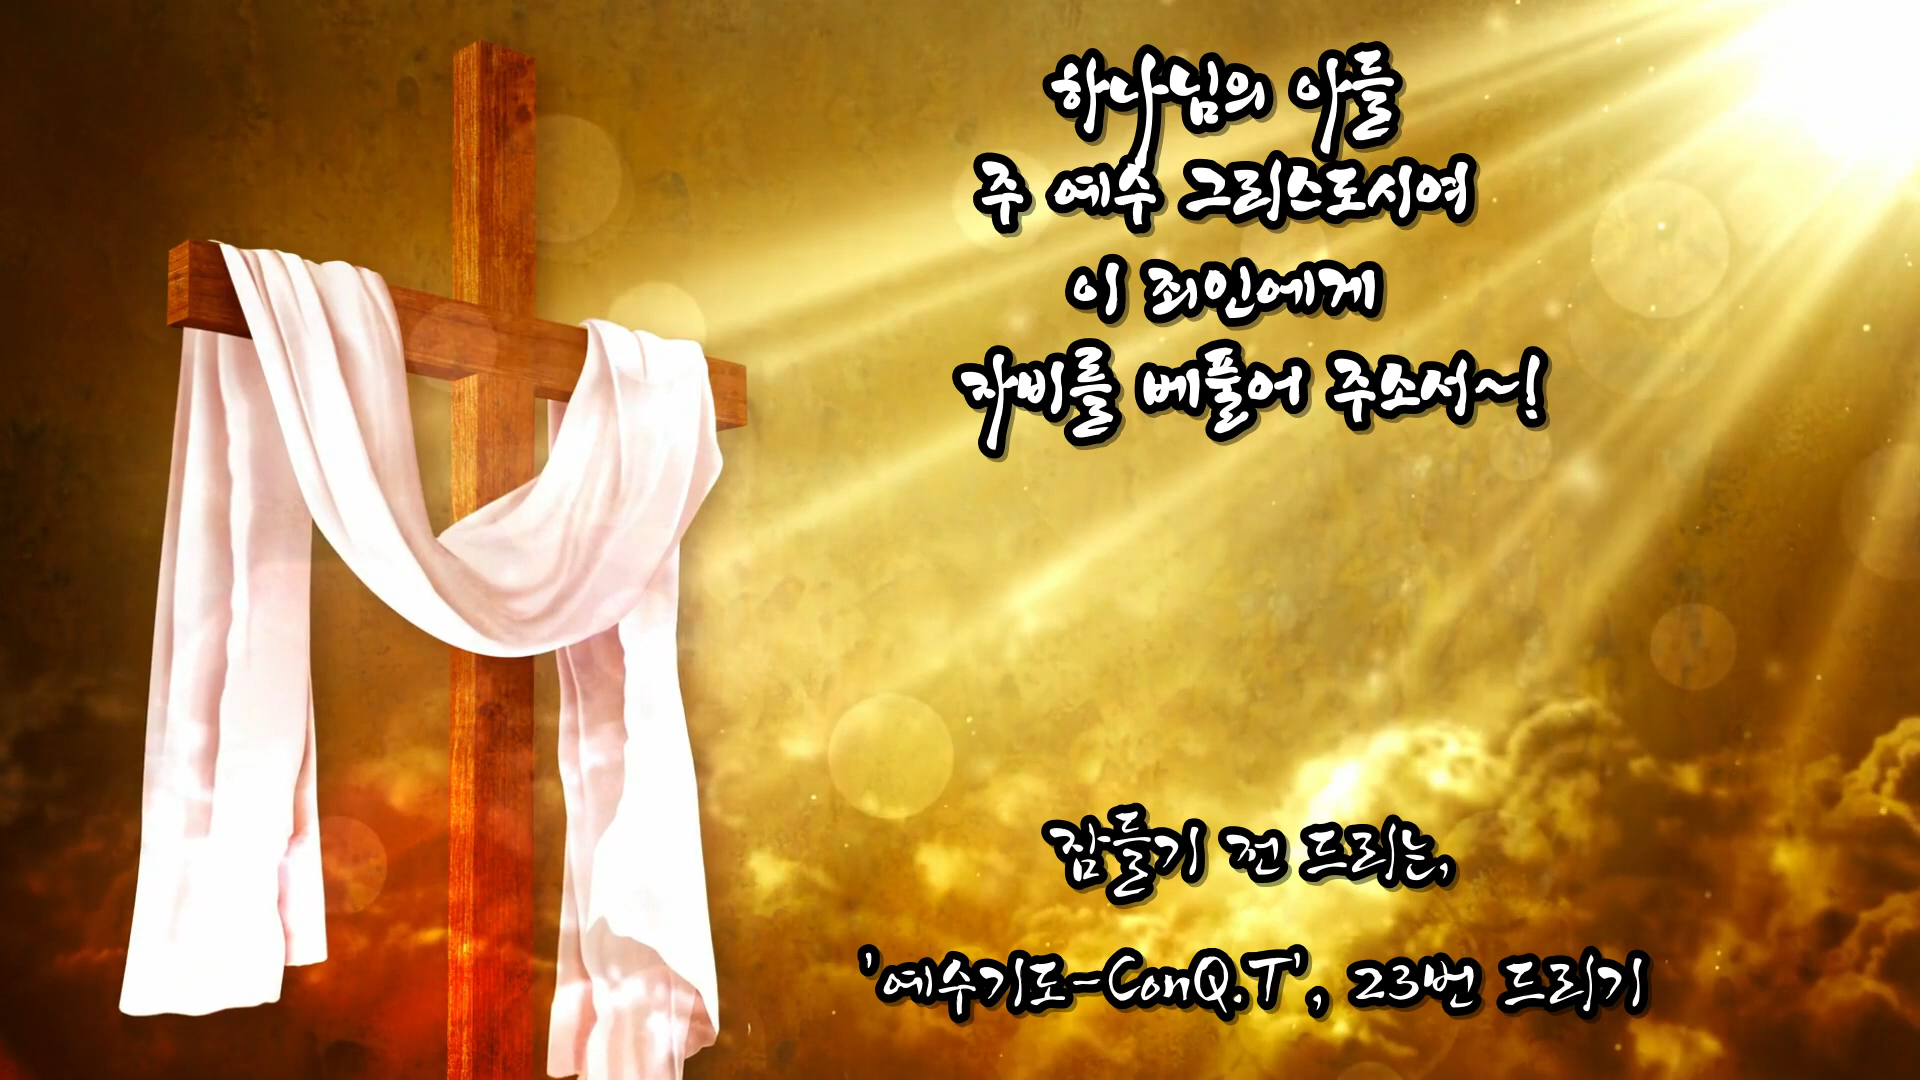 하나님의 아들
주 예수 그리스도시여
이 죄인에게
자비를 베풀어 주소서~!
잠들기 전 드리는,
'예수기도-ConQ.T', 23번 드리기